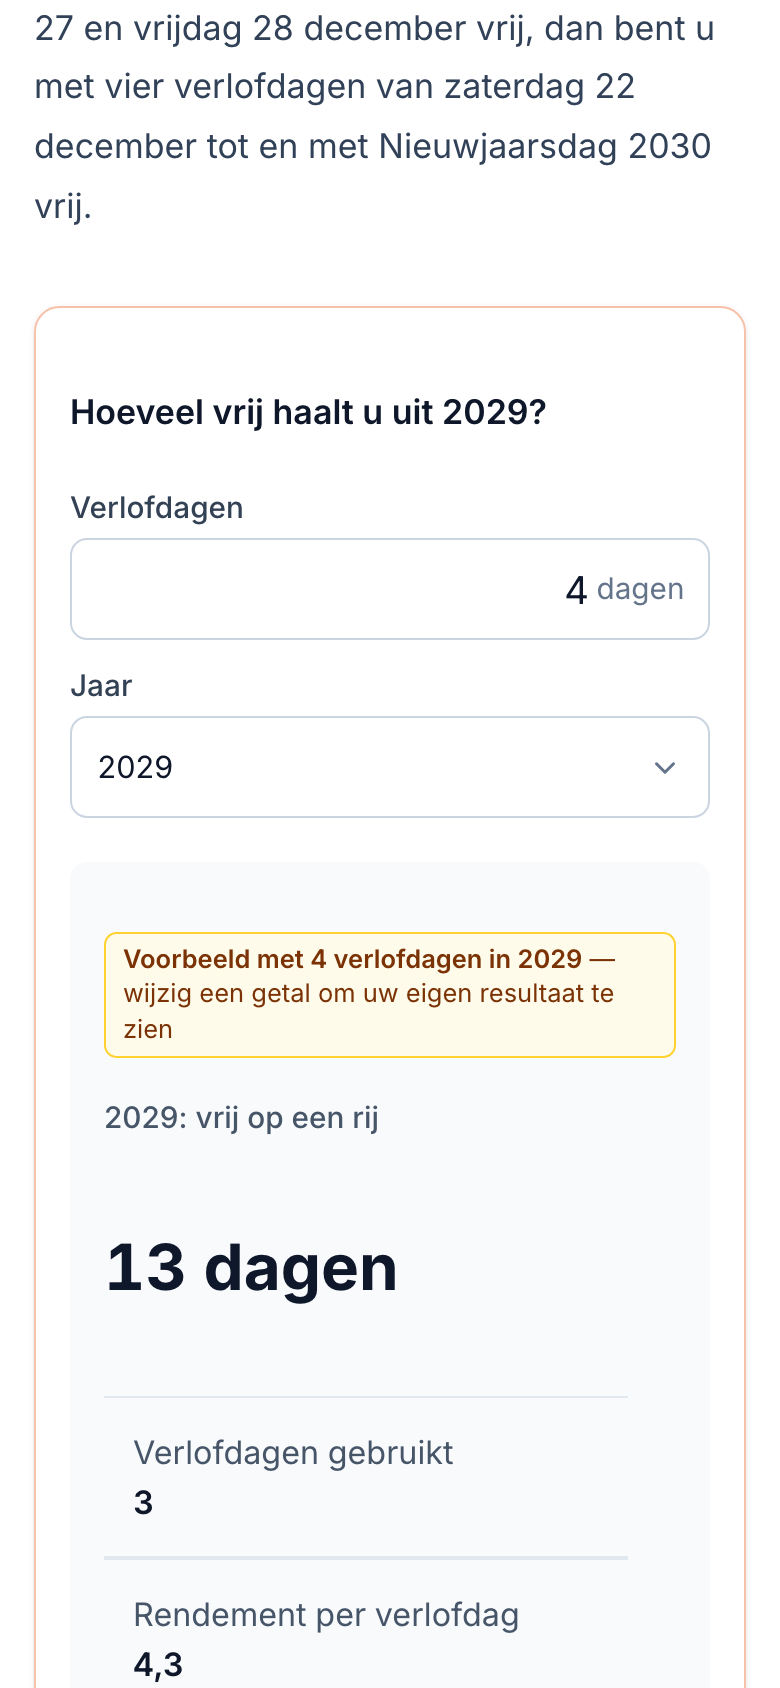 27 en vrijdag 28 december vrij, dan bent u
met vier verlofdagen van zaterdag 22
december tot en met Nieuwjaarsdag 2030
vrij.
Hoeveel vrij haalt u uit 2029?
Verlofdagen
4 dagen
Jaar
2029
Voorbeeld met 4 verlofdagen in 2029 —
wijzig een getal om uw eigen resultaat te
zien
2029: vrij op een rij
13 dagen
Verlofdagen gebruikt
3
Rendement per verlofdag
4,3